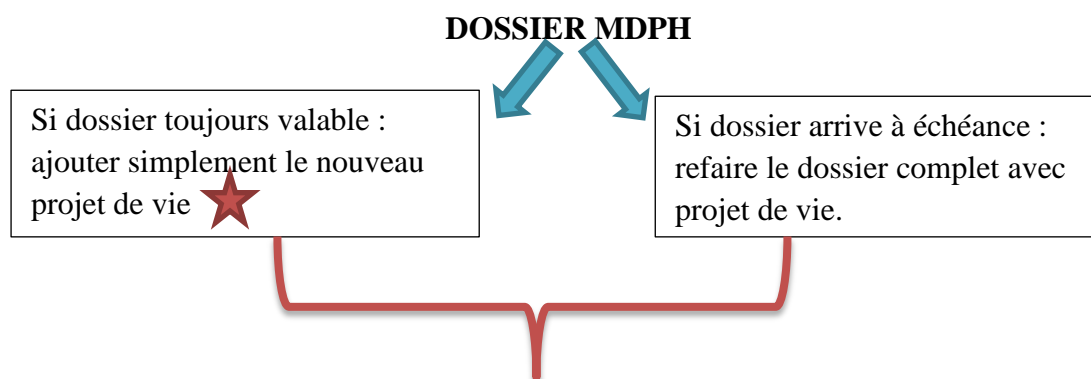 DOSSIER MDPH
Si dossier toujours valable :
ajouter simplement le nouveau
projet de vie
Si dossier arrive à échéance :
refaire le dossier complet avec
projet de vie.